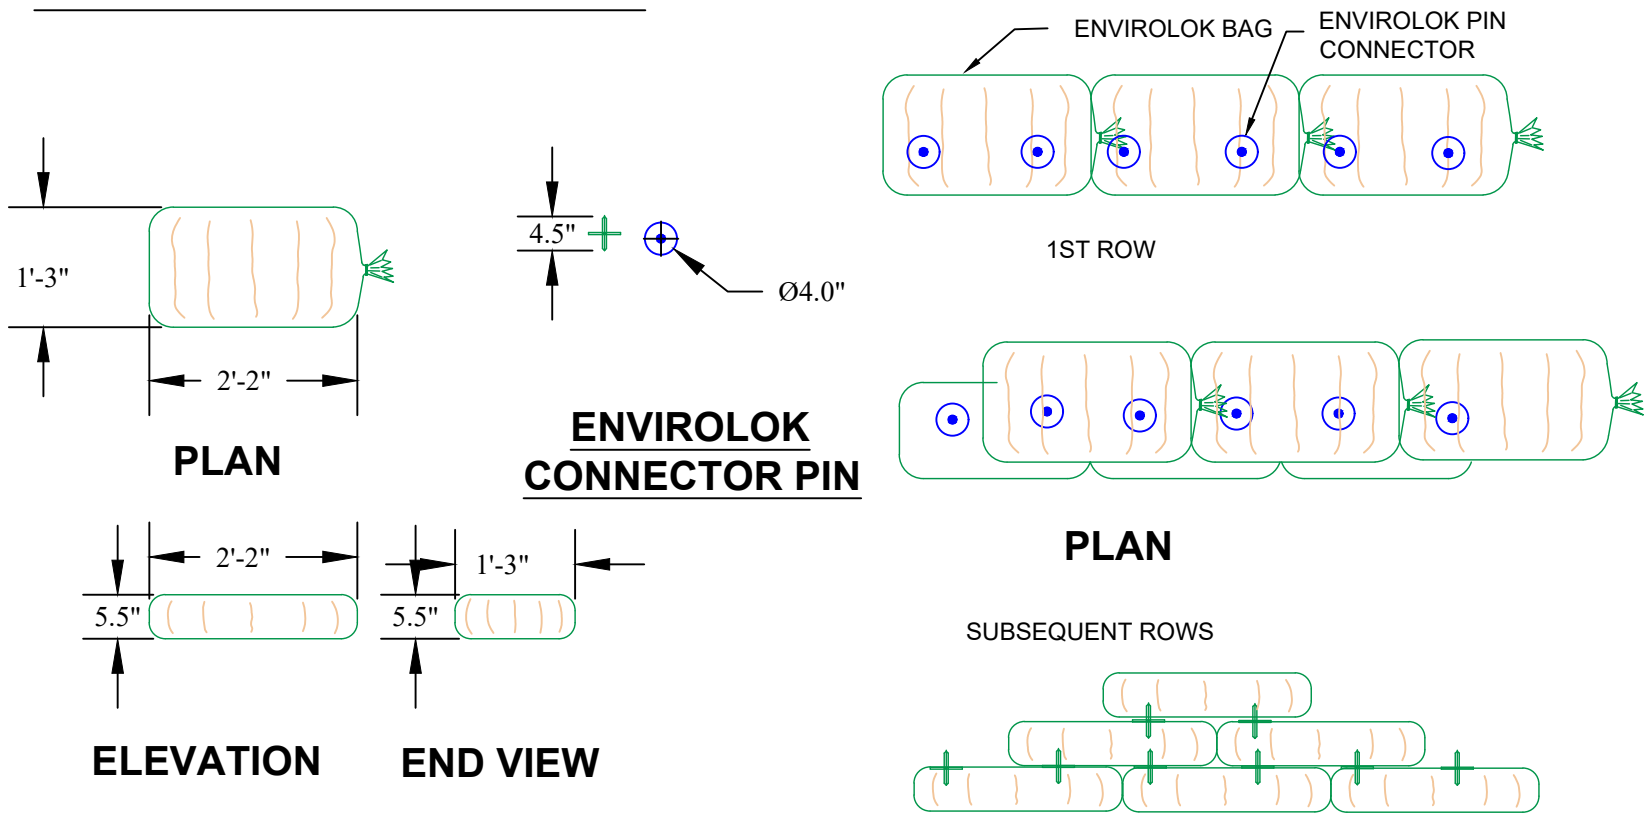 ENVIROLOK BAG
ENVIROLOK PIN
CONNECTOR
1ST ROW
1'-3"
2'-2"
PLAN
4.5"
Ø4.0"
ENVIROLOK
CONNECTOR PIN
PLAN
2'-2"
5.5"
ELEVATION
1'-3"
5.5"
END VIEW
SUBSEQUENT ROWS